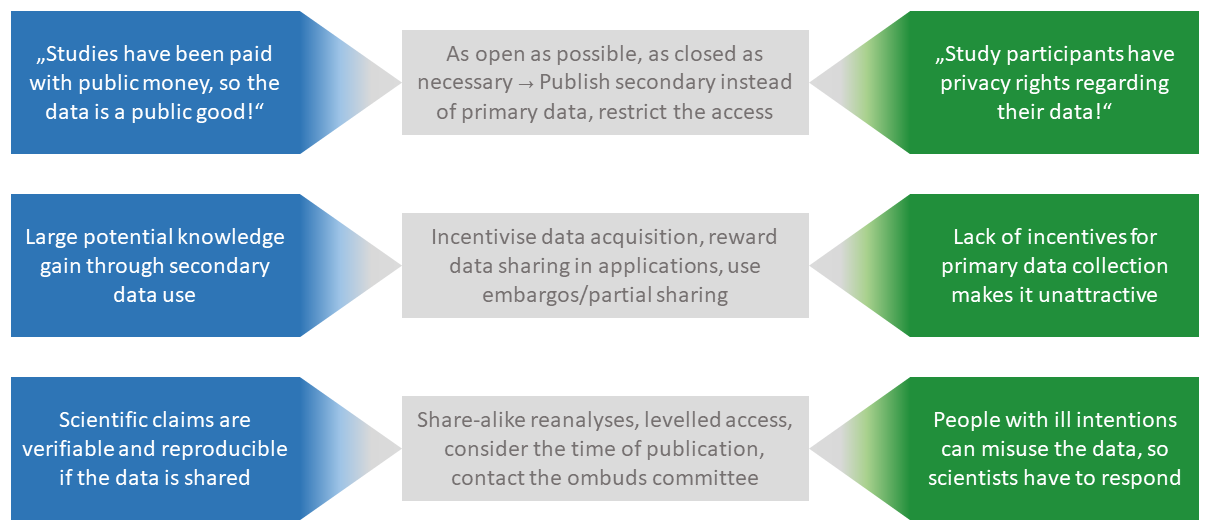 „Studies have been paid
with public money, so the
data is a public good!“
As open as possible, as closed as
necessary → Publish secondary instead
of primary data, restrict the access
„Study participants have
privacy rights regarding
their data!“
Large potential knowledge
gain through secondary
data use
Incentivise data acquisition, reward
data sharing in applications, use
embargos/partial sharing
Lack of incentives for
primary data collection
makes it unattractive
Scientific claims are
verifiable and reproducible
if the data is shared
Share-alike reanalyses, levelled access,
consider the time of publication,
contact the ombuds committee
People with ill intentions
can misuse the data, so
scientists have to respond